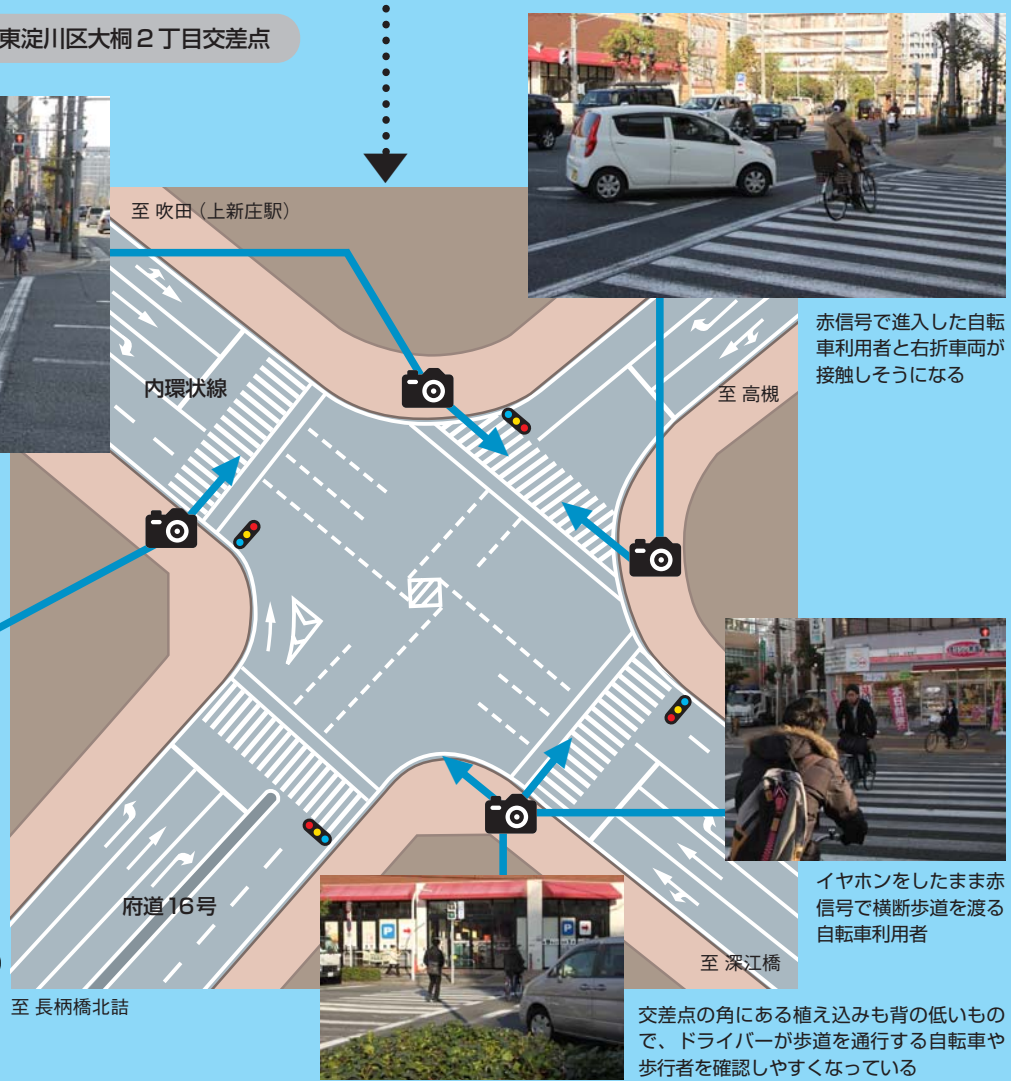 東淀川区大桐2丁目交差点
至 吹田（上新庄駅）
内環状線
至 高槻
赤信号で進入した自転
車利用者と右折車両が
接触しそうになる
府道16号
至 長柄橋北詰
至 深江橋
イヤホンをしたまま赤
信号で横断歩道を渡る
自転車利用者
交差点の角にある植え込みも背の低いもの
で、ドライバーが歩道を通行する自転車や
歩行者を確認しやすくなっている
P
P